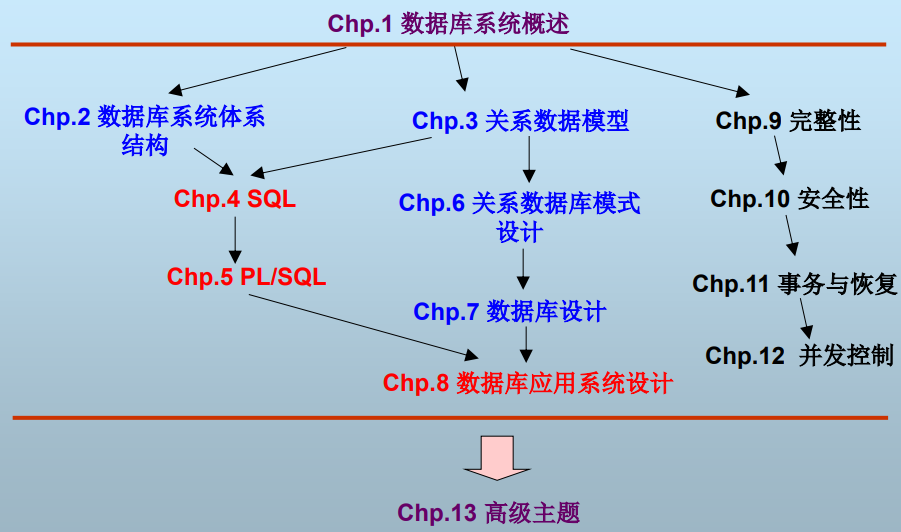 Chp.1 数据库系统概述
Chp.2 数据库系统体系
结构
Chp.3 关系数据模型
Chp.9 完整性
Chp.4 SQL
Chp.6 关系数据库模式
设计
Chp.10 安全性
Chp.5 PL/SQL
Chp.7 数据库设计
Chp.11 事务与恢复
Chp.8 数据库应用系统设计
Chp.12 并发控制
Chp.13 高级主题